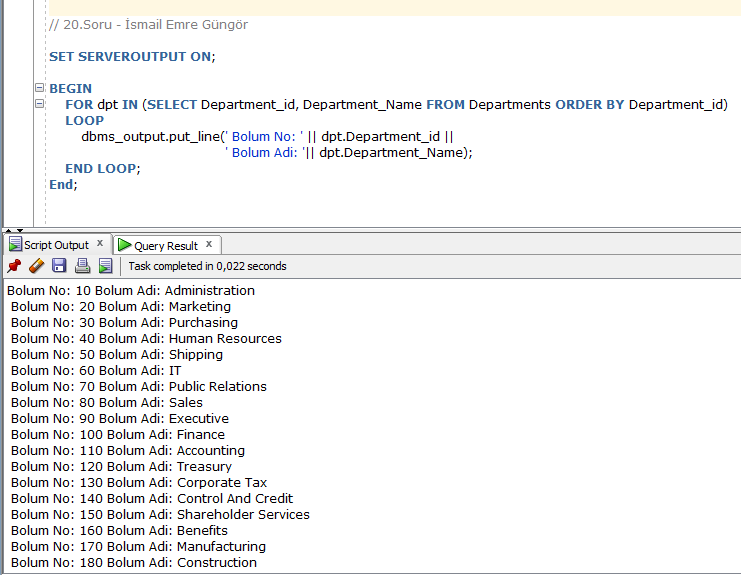 // 20.Soru - İsmail Emre Güngör
SET SERVEROUTPUT ON;
BEGIN
FOR dpt IN (SELECT Department_id, Department_Name FROM Departments ORDER BY Department_id)
LOOP
dbms_output.put_line(' Bolum No: ' || dpt.Department_id ||
' Bolum Adi: '|| dpt.Department_Name);
END LOOP;
End;
Script Output x Query Result x
Task completed in 0,022 seconds
Bolum No: 10 Bolum Adi: Administration
Bolum No: 20 Bolum Adi: Marketing
Bolum No: 30 Bolum Adi: Purchasing
Bolum No: 40 Bolum Adi: Human Resources
Bolum No: 50 Bolum Adi: Shipping
Bolum No: 60 Bolum Adi: IT
Bolum No: 70 Bolum Adi: Public Relations
Bolum No: 80 Bolum Adi: Sales
Bolum No: 90 Bolum Adi: Executive
Bolum No: 100 Bolum Adi: Finance
Bolum No: 110 Bolum Adi: Accounting
Bolum No: 120 Bolum Adi: Treasury
Bolum No: 130 Bolum Adi: Corporate Tax
Bolum No: 140 Bolum Adi: Control And Credit
Bolum No: 150 Bolum Adi: Shareholder Services
Bolum No: 160 Bolum Adi: Benefits
Bolum No: 170 Bolum Adi: Manufacturing
Bolum No: 180 Bolum Adi: Construction